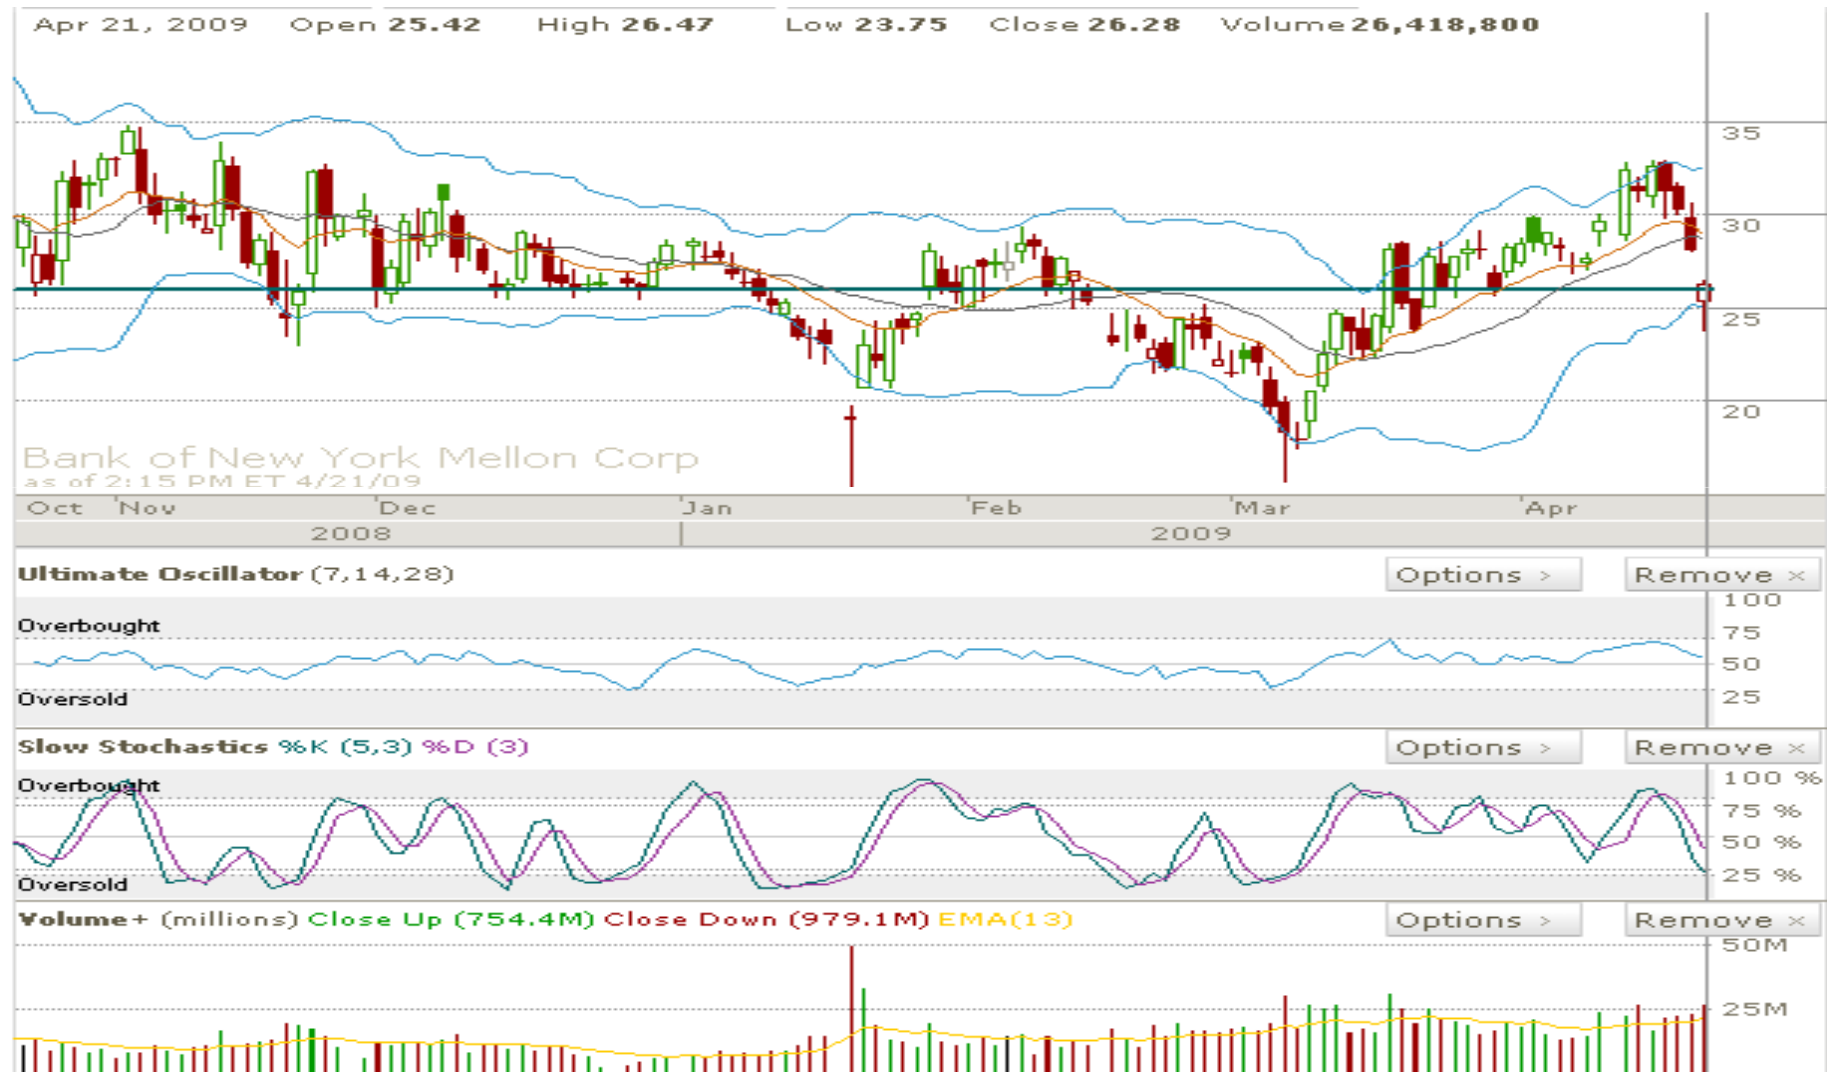 Apr 21, 2009 Open 25.42 High 26.47 Low 23.75 Close 26.28 Volume 26,418,800
35
30
25
20
Bank of New York Mellon Corp
as of 2:15 PM ET 4/21/09
Oct Nov Dec Jan Feb Mar Apr
2008 2009
Ultimate Oscillator (7,14,28) Options > Remove ×
100
Overbought
75
50
25
Oversold
Slow Stochastics %K (5,3) %D (3) Options > Remove ×
100 %
Overbought
75 %
50 %
25 %
Oversold
Volume+ (millions) Close Up (754.4M) Close Down (979.1M) EMA(13) Options > Remove ×
50M
25M